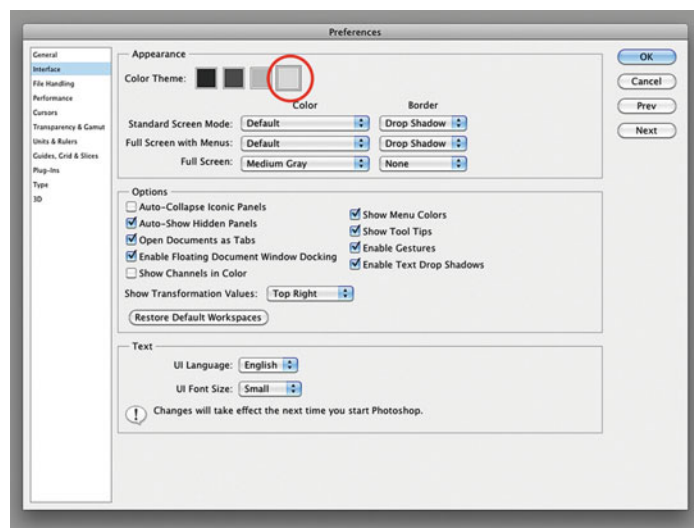 Preferences
General
Interface
File Handling
Performance
Cursors
Transparency & Gamut
Units & Rulers
Guides, Grid & Slices
Plug-Ins
Type
3D
Appearance
Color Theme:
Color Border
Standard Screen Mode: Default Drop Shadow
Full Screen with Menus: Default Drop Shadow
Full Screen: Medium Gray None
Options
Auto-Collapse Iconic Panels
Auto-Show Hidden Panels
Open Documents as Tabs
Enable Floating Document Window Docking
Show Channels in Color
Show Menu Colors
Show Tool Tips
Enable Gestures
Enable Text Drop Shadows
Show Transformation Values: Top Right
Restore Default Workspaces
Text
UI Language: English
UI Font Size: Small
! Changes will take effect the next time you start Photoshop.
OK
Cancel
Prev
Next